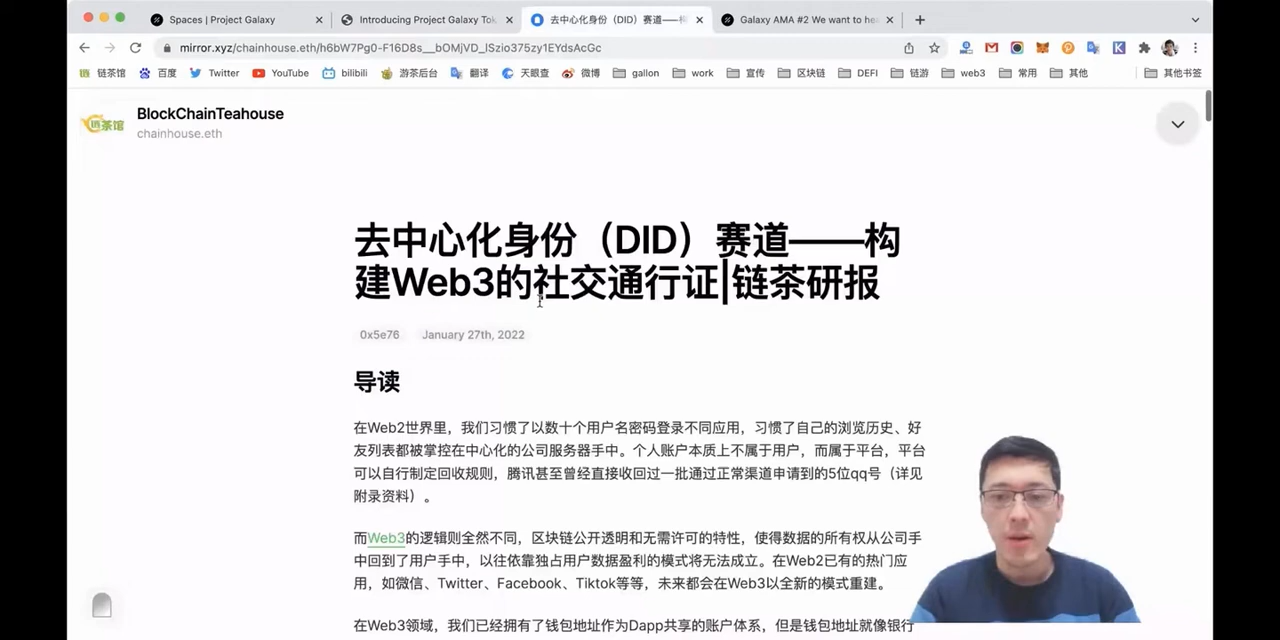 Spaces | Project Galaxy
Introducing Project Galaxy Tok
去中心化身份（DID）赛道——构
Galaxy AMA #2 We want to hea
mirror.xyz/chainhouse.eth/h6bW7Pg0-F16D8s__bOMjVD_lSzio375zy1EYdsAcGc
链茶馆 百度 Twitter YouTube bilibili 游茶后台 翻译 天眼查 微博 gallon work 宣传 区块链 DEFI 链游 web3 常用 其他 其他书签
链茶馆
BlockChainTeahouse
chainhouse.eth
去中心化身份（DID）赛道——构
建Web3的社交通行证|链茶研报
0x5e76 January 27th, 2022
导读
在Web2世界里，我们习惯了以数十个用户名密码登录不同应用，习惯了自己的浏览历史、好
友列表都被掌控在中心化的公司服务器手中。个人账户本质上不属于用户，而属于平台，平台
可以自行制定回收规则，腾讯甚至曾经直接收回过一批通过正常渠道申请到的5位qq号（详见
附录资料）。
而Web3的逻辑则全然不同，区块链公开透明和无需许可的特性，使得数据的所有权从公司手
中回到了用户手中，以往依靠独占用户数据盈利的模式将无法成立。在Web2已有的热门应
用，如微信、Twitter、Facebook、Tiktok等等，未来都会在Web3以全新的模式重建。
在Web3领域，我们已经拥有了钱包地址作为Dapp共享的账户体系，但是钱包地址就像银行